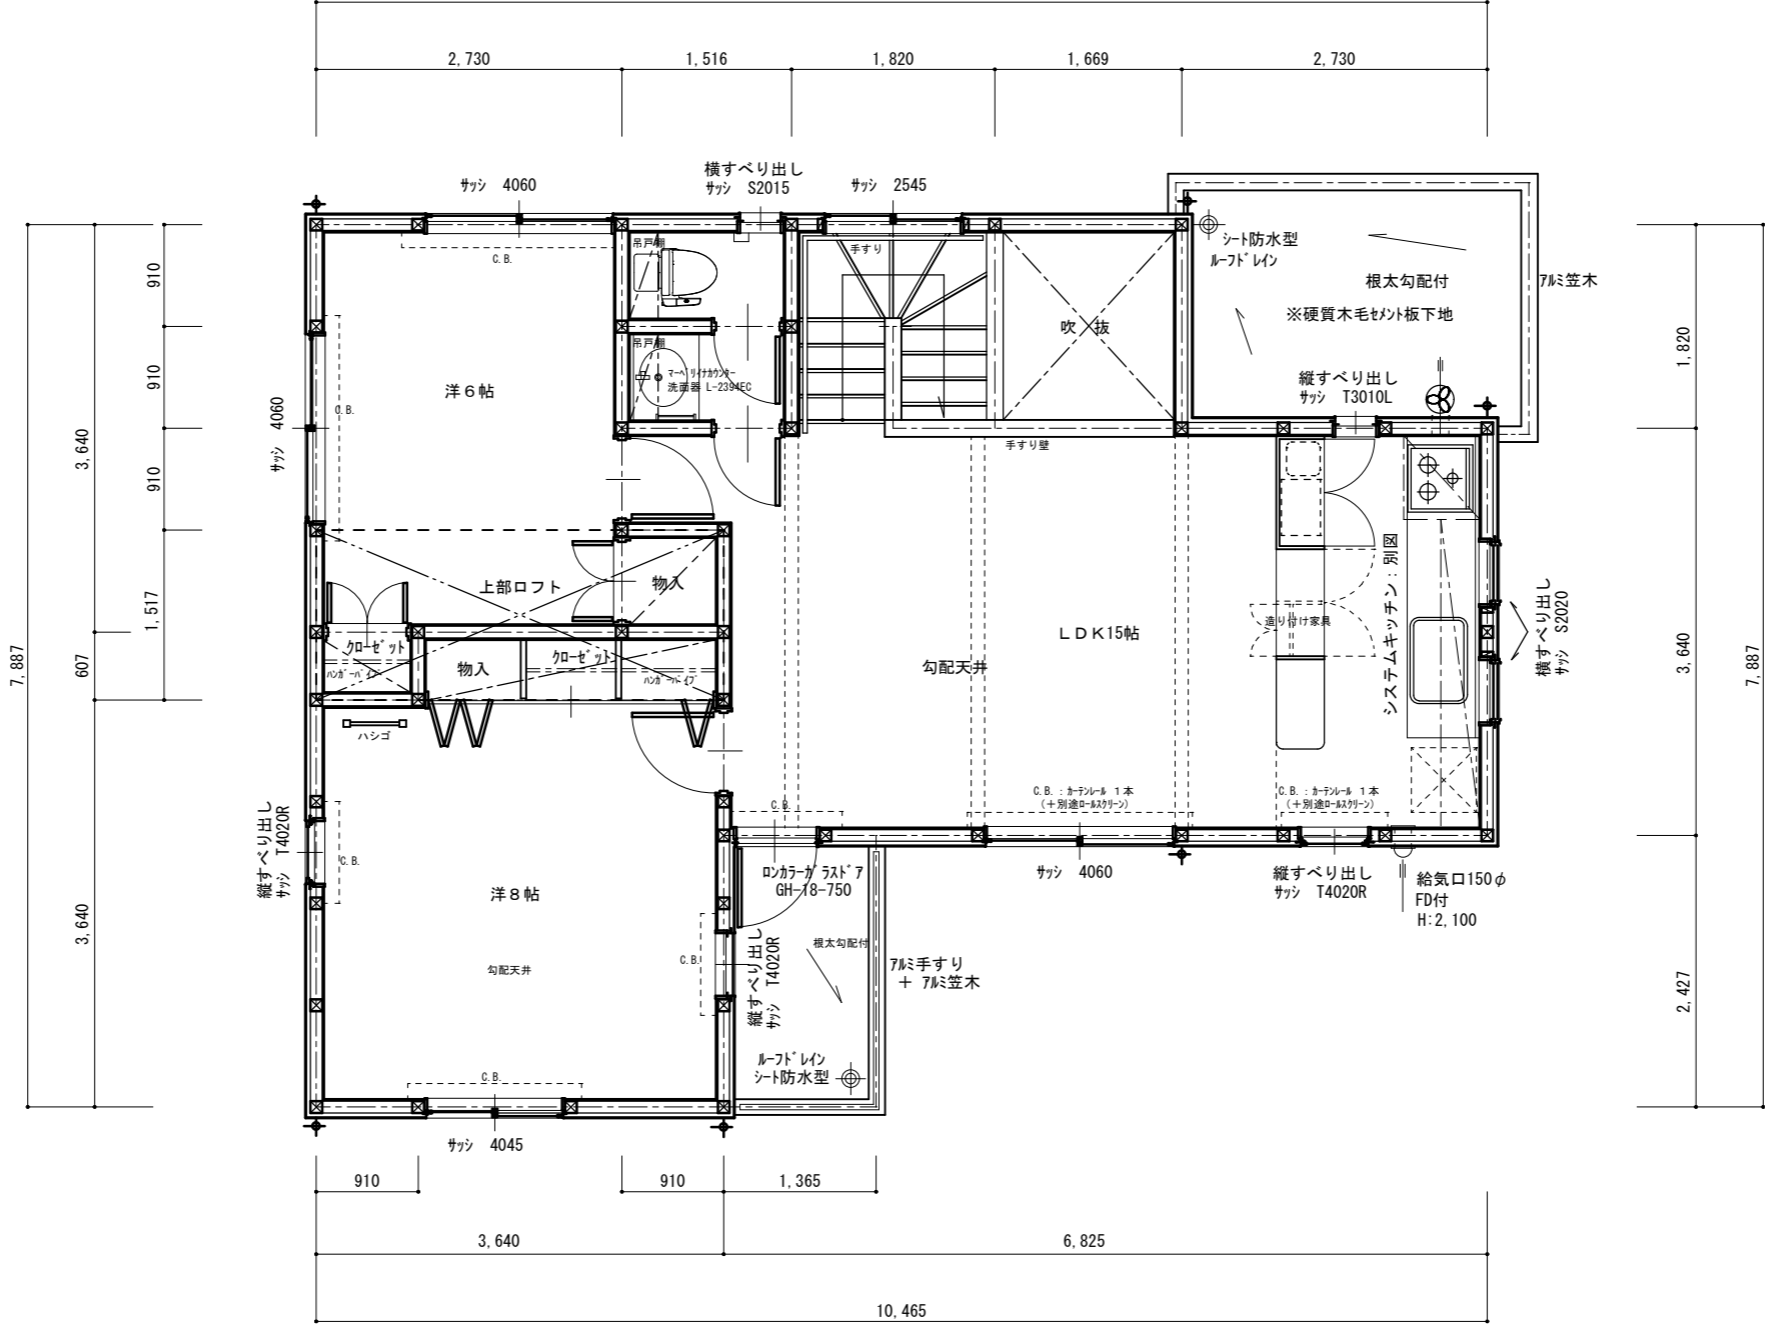 2,730
1,516
1,820
1,669
2,730
サッシ 4060
横すべり出し
サッシ S2015
サッシ 2545
シート防水型
ルーフドレイン
根太勾配付
※硬質木毛セメント板下地
アルミ笠木
910
910
910
1,517
3,640
607
3,640
7,887
サッシ 4060
C.B.
C.B.
洋6帖
吊戸棚
吊戸棚
洗面器 L-2394EC
手すり
吹 抜
手すり壁
縦すべり出し
サッシ T3010L
1,820
3,640
2,427
7,887
上部ロフト
物入
クローゼット
ハンガーパイプ
物入
クローゼット
ハンガーパイプ
ハシゴ
LDK15帖
勾配天井
造り付け家具
システムキッチン:別図
横すべり出し
サッシ S2020
C.B.
C.B.:カーテンレール 1本
(+別途ロールスクリーン)
C.B.:カーテンレール 1本
(+別途ロールスクリーン)
縦すべり出し
サッシ T4020R
C.B.
洋8帖
勾配天井
C.B.
縦すべり出し
サッシ T4020R
ロンカラーガラスドア
GH-18-750
サッシ 4060
縦すべり出し
サッシ T4020R
給気口150φ
FD付
H:2,100
根太勾配付
アルミ手すり
+ アルミ笠木
ルーフドレイン
シート防水型
C.B.
サッシ 4045
910
910
1,365
3,640
6,825
10,465